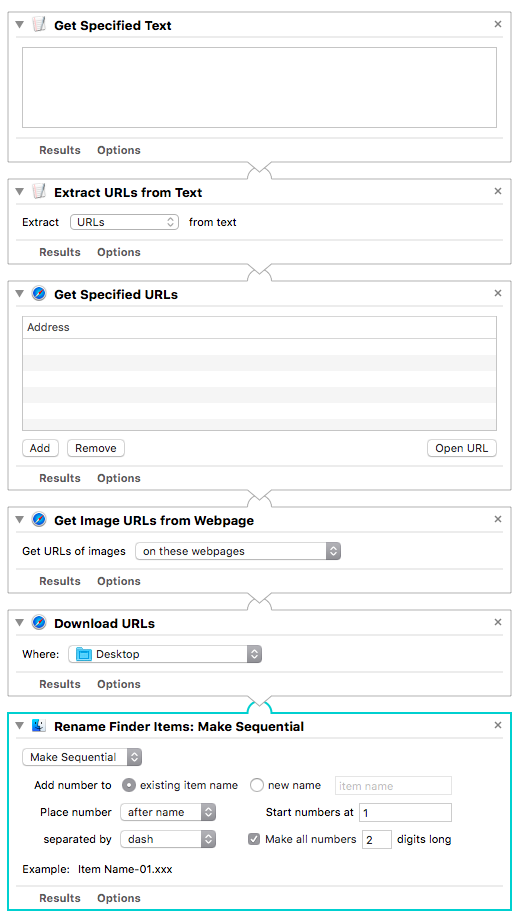 Get Specified Text
Results Options
Extract URLs from Text
Extract URLs from text
Results Options
Get Specified URLs
Address
Add Remove Open URL
Results Options
Get Image URLs from Webpage
Get URLs of images on these webpages
Results Options
Download URLs
Where: Desktop
Results Options
Rename Finder Items: Make Sequential
Make Sequential
Add number to existing item name new name item name
Place number after name Start numbers at 1
separated by dash Make all numbers 2 digits long
Example: Item Name-01.xxx
Results Options